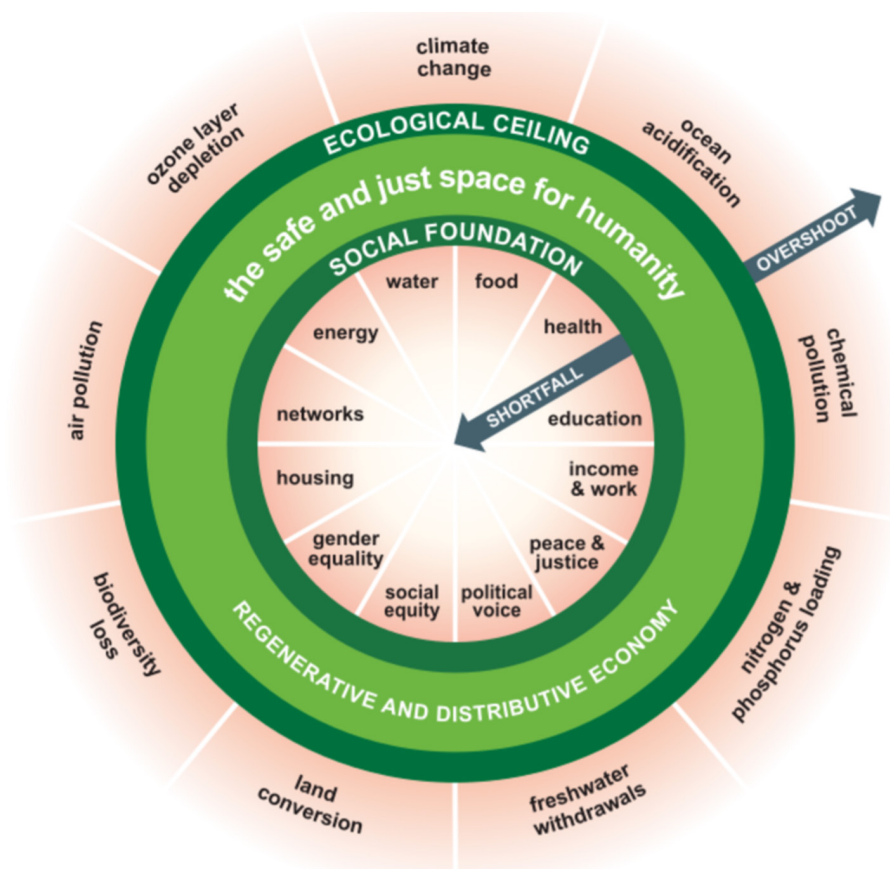 climate
change
ocean
acidification
chemical
pollution
nitrogen &
phosphorus loading
freshwater
withdrawals
land
conversion
biodiversity
loss
air pollution
ozone layer
depletion
ECOLOGICAL CEILING
the safe and just space for humanity
SOCIAL FOUNDATION
OVERSHOOT
SHORTFALL
water
food
health
education
income
& work
peace &
justice
political
voice
social
equity
gender
equality
housing
networks
energy
REGENERATIVE AND DISTRIBUTIVE ECONOMY